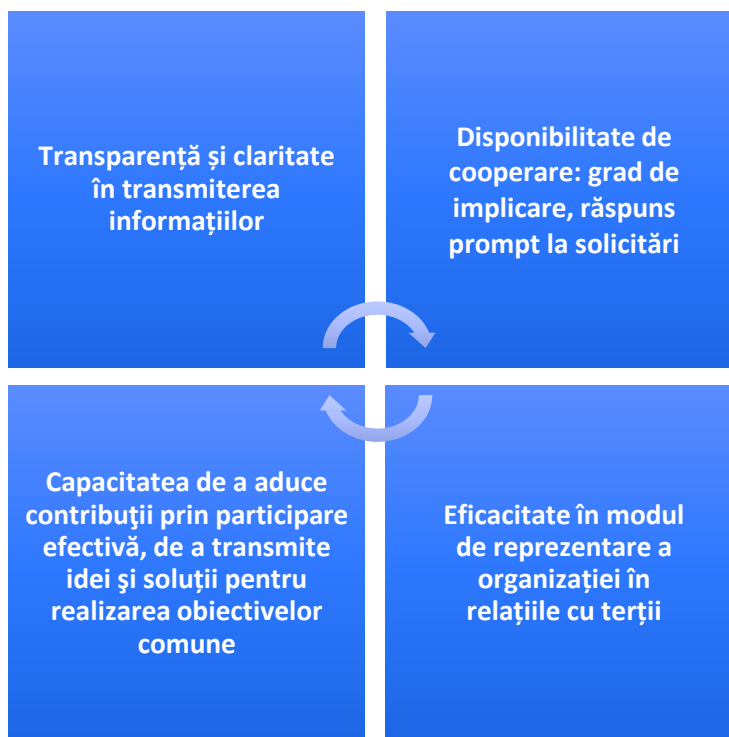 Transparență și claritate
în transmiterea
informațiilor
Disponibilitate de
cooperare: grad de
implicare, răspuns
prompt la solicitări
Capacitatea de a aduce
contribuţii prin participare
efectivă, de a transmite
idei şi soluții pentru
realizarea obiectivelor
comune
Eficacitate în modul
de reprezentare a
organizației în
relațiile cu terții